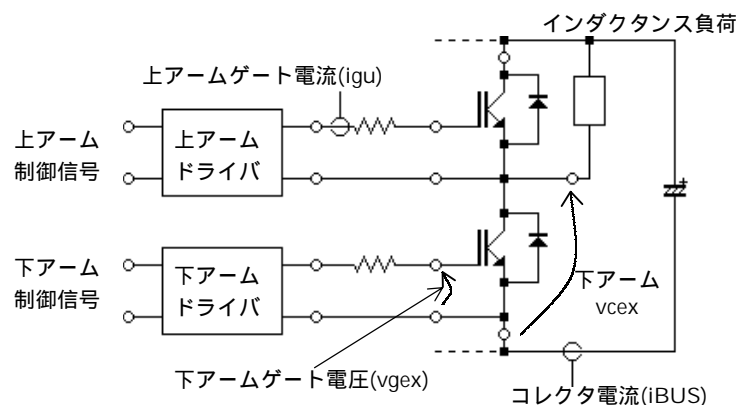 インダクタンス負荷
上アームゲート電流(igu)
上アーム
制御信号
上アーム
ドライバ
下アーム
制御信号
下アーム
ドライバ
下アーム
vcex
下アームゲート電圧(vgex)
コレクタ電流(iBUS)
+